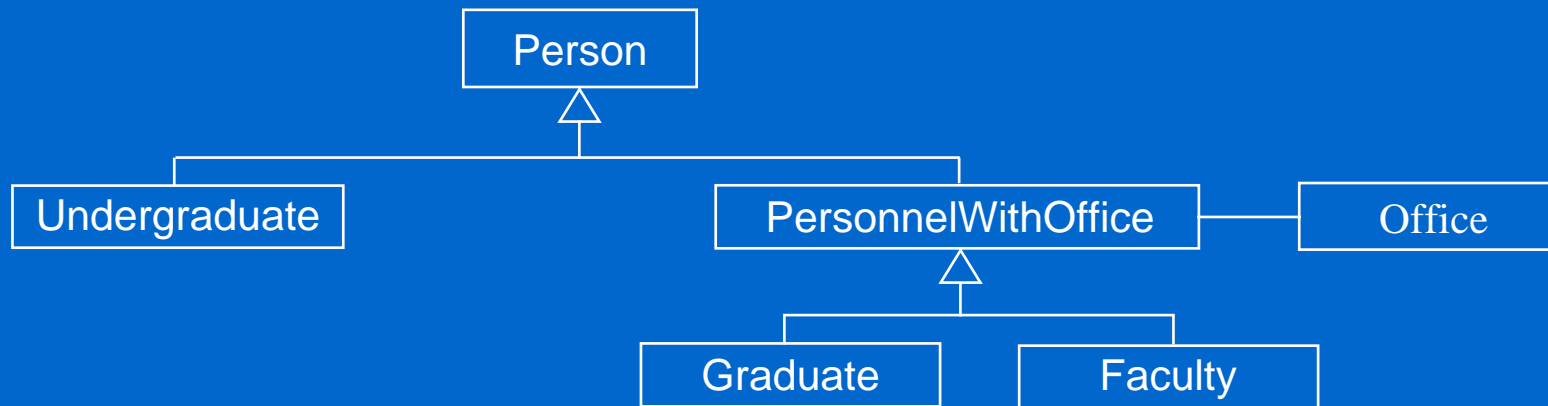 Person
Undergraduate
PersonnelWithOffice
Office
Graduate
Faculty